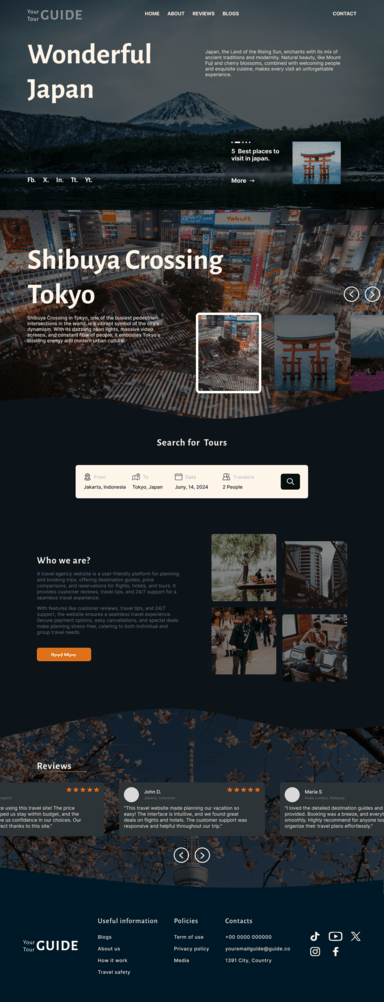 Your
Tour GUIDE
HOME ABOUT REVIEWS BLOGS CONTACT
Wonderful
Japan
Japan, the Land of the Rising Sun, enchants with its mix of
ancient traditions and modernity. Natural beauty, like Mount
Fuji and cherry blossoms, combined with welcoming people
and exquisite cuisine, makes every visit an unforgettable
experience.
5 Best places to
visit in japan.
More →
Fb. X. In. Tt. Yt.
Shibuya Crossing
Tokyo
Shibuya Crossing in Tokyo, one of the busiest pedestrian
intersections in the world, is a vibrant symbol of the city's
dynamism. With its dazzling neon lights, massive video
screens, and constant flow of people, it embodies Tokyo's
bustling energy and modern urban culture.
Search for Tours
From
Jakarta, Indonesia
To
Tokyo, Japan
Date
Juny, 14, 2024
Travelers
2 People
Who we are?
A travel agency website is a user-friendly platform for planning
and booking trips, offering destination guides, price
comparisons, and reservations for flights, hotels, and tours. It
provides customer reviews, travel tips, and 24/7 support for a
seamless travel experience.
With features like customer reviews, travel tips, and 24/7
support, the website ensures a seamless travel experience.
Secure payment options, easy cancellations, and special deals
make planning stress-free, catering to both individual and
group travel needs.
Read More
Reviews
ce using this travel site! The price
ped us stay within budget, and the
e us confidence in our choices. Our
fect thanks to this site."
John D.
Jakarta, Indonesia
"This website made planning our vacation so
easy! The interface is intuitive, and we found great
deals on flights and hotels. The customer support was
responsive and helpful throughout our trip."
Maria S
"I loved the detailed destination guides and
provided. Booking was a breeze, and everyt
smoothly. Highly recommend for anyone loo
organize their travel plans effortlessly."
Your
Tour GUIDE
Useful information
Blogs
About us
How it work
Travel safety
Policies
Term of use
Privacy policy
Media
Contacts
+00 0000 000000
youremailguide@guide.co
1391 City, Country